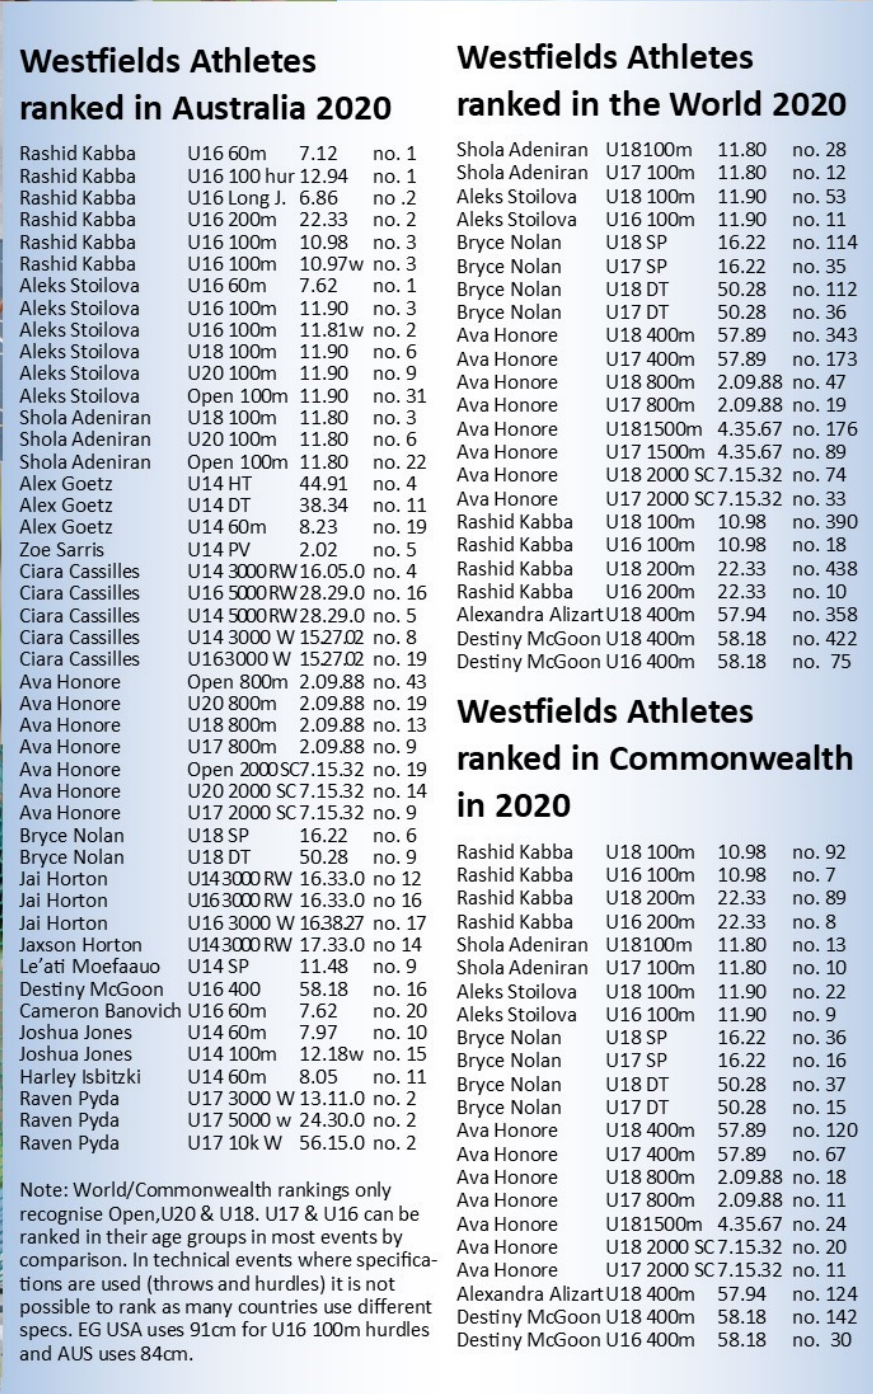 Westfields Athletes
ranked in Australia 2020
Rashid Kabba U16 60m 7.12 no. 1
Rashid Kabba U16 100 hur 12.94 no. 1
Rashid Kabba U16 Long J. 6.86 no .2
Rashid Kabba U16 200m 22.33 no. 2
Rashid Kabba U16 100m 10.98 no. 3
Rashid Kabba U16 100m 10.97w no. 3
Aleks Stoilova U16 60m 7.62 no. 1
Aleks Stoilova U16 100m 11.90 no. 3
Aleks Stoilova U16 100m 11.81w no. 2
Aleks Stoilova U18 100m 11.90 no. 6
Aleks Stoilova U20 100m 11.90 no. 9
Aleks Stoilova Open 100m 11.90 no. 31
Shola Adeniran U18 100m 11.80 no. 3
Shola Adeniran U20 100m 11.80 no. 6
Shola Adeniran Open 100m 11.80 no. 22
Alex Goetz U14 HT 44.91 no. 4
Alex Goetz U14 DT 38.34 no. 11
Alex Goetz U14 60m 8.23 no. 19
Zoe Sarris U14 PV 2.02 no. 5
Ciara Cassilles U14 3000RW 16.05.0 no. 4
Ciara Cassilles U16 5000RW 28.29.0 no. 16
Ciara Cassilles U14 5000RW 28.29.0 no. 5
Ciara Cassilles U14 3000 W 15.27.02 no. 8
Ciara Cassilles U163000 W 15.27.02 no. 19
Ava Honore Open 800m 2.09.88 no. 43
Ava Honore U20 800m 2.09.88 no. 19
Ava Honore U18 800m 2.09.88 no. 13
Ava Honore U17 800m 2.09.88 no. 9
Ava Honore Open 2000SC7.15.32 no. 19
Ava Honore U20 2000 SC7.15.32 no. 14
Ava Honore U17 2000 SC7.15.32 no. 9
Bryce Nolan U18 SP 16.22 no. 6
Bryce Nolan U18 DT 50.28 no. 9
Jai Horton U143000 RW 16.33.0 no 12
Jai Horton U163000 RW 16.33.0 no 16
Jai Horton U16 3000 W 16.38.27 no. 17
Jaxson Horton U143000 RW 17.33.0 no 14
Le'ati Moefaauo U14 SP 11.48 no. 9
Destiny McGoon U16 400 58.18 no. 16
Cameron Banovich U16 60m 7.62 no. 20
Joshua Jones U14 60m 7.97 no. 10
Joshua Jones U14 100m 12.18w no. 15
Harley Isbitzki U14 60m 8.05 no. 11
Raven Pyda U17 3000 W 13.11.0 no. 2
Raven Pyda U17 5000 w 24.30.0 no. 2
Raven Pyda U17 10k W 56.15.0 no. 2
Note: World/Commonwealth rankings only
recognise Open,U20 & U18. U17 & U16 can be
ranked in their age groups in most events by
comparison. In technical events where specifica-
tions are used (throws and hurdles) it is not
possible to rank as many countries use different
specs. EG USA uses 91cm for U16 100m hurdles
and AUS uses 84cm.
Westfields Athletes
ranked in the World 2020
Shola Adeniran U18100m 11.80 no. 28
Shola Adeniran U17 100m 11.80 no. 12
Aleks Stoilova U18 100m 11.90 no. 53
Aleks Stoilova U16 100m 11.90 no. 11
Bryce Nolan U18 SP 16.22 no. 114
Bryce Nolan U17 SP 16.22 no. 35
Bryce Nolan U18 DT 50.28 no. 112
Bryce Nolan U17 DT 50.28 no. 36
Ava Honore U18 400m 57.89 no. 343
Ava Honore U17 400m 57.89 no. 173
Ava Honore U18 800m 2.09.88 no. 47
Ava Honore U17 800m 2.09.88 no. 19
Ava Honore U181500m 4.35.67 no. 176
Ava Honore U17 1500m 4.35.67 no. 89
Ava Honore U18 2000 SC7.15.32 no. 74
Ava Honore U17 2000 SC7.15.32 no. 33
Rashid Kabba U18 100m 10.98 no. 390
Rashid Kabba U16 100m 10.98 no. 18
Rashid Kabba U18 200m 22.33 no. 438
Rashid Kabba U16 200m 22.33 no. 10
Alexandra Alizart U18 400m 57.94 no. 358
Destiny McGoon U18 400m 58.18 no. 422
Destiny McGoon U16 400m 58.18 no. 75
Westfields Athletes
ranked in Commonwealth
in 2020
Rashid Kabba U18 100m 10.98 no. 92
Rashid Kabba U16 100m 10.98 no. 7
Rashid Kabba U18 200m 22.33 no. 89
Rashid Kabba U16 200m 22.33 no. 8
Shola Adeniran U18100m 11.80 no. 13
Shola Adeniran U17 100m 11.80 no. 10
Aleks Stoilova U18 100m 11.90 no. 22
Aleks Stoilova U16 100m 11.90 no. 9
Bryce Nolan U18 SP 16.22 no. 36
Bryce Nolan U17 SP 16.22 no. 16
Bryce Nolan U18 DT 50.28 no. 37
Bryce Nolan U17 DT 50.28 no. 15
Ava Honore U18 400m 57.89 no. 120
Ava Honore U17 400m 57.89 no. 67
Ava Honore U18 800m 2.09.88 no. 18
Ava Honore U17 800m 2.09.88 no. 11
Ava Honore U181500m 4.35.67 no. 24
Ava Honore U18 2000 SC7.15.32 no. 20
Ava Honore U17 2000 SC7.15.32 no. 11
Alexandra Alizart U18 400m 57.94 no. 124
Destiny McGoon U18 400m 58.18 no. 142
Destiny McGoon U16 400m 58.18 no. 30